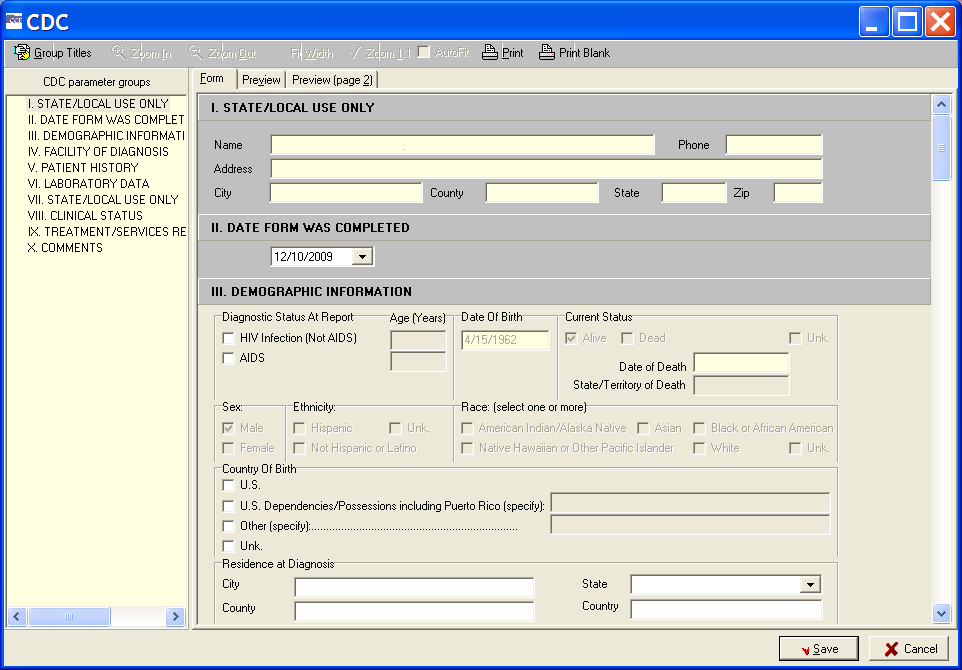 CDC
Group Titles Zoom In Zoom Out Fit Width Zoom 1:1 AutoFit Print Print Blank
CDC parameter groups
I. STATE/LOCAL USE ONLY
II. DATE FORM WAS COMPLET
III. DEMOGRAPHIC INFORMATI
IV. FACILITY OF DIAGNOSIS
V. PATIENT HISTORY
VI. LABORATORY DATA
VII. STATE/LOCAL USE ONLY
VIII. CLINICAL STATUS
IX. TREATMENT/SERVICES RE
X. COMMENTS
Form Preview Preview (page 2)
I. STATE/LOCAL USE ONLY
Name Phone
Address
City County State Zip
II. DATE FORM WAS COMPLETED
12/10/2009
III. DEMOGRAPHIC INFORMATION
Diagnostic Status At Report Age (Years) Date Of Birth Current Status
HIV Infection (Not AIDS) 4/15/1962 Alive Dead Unk.
AIDS
Date of Death
State/Territory of Death
Sex: Ethnicity: Race: (select one or more)
Male Hispanic Unk. American Indian/Alaska Native Asian Black or African American
Female Not Hispanic or Latino Native Hawaiian or Other Pacific Islander White Unk.
Country Of Birth
U.S.
U.S. Dependencies/Possessions including Puerto Rico (specify):
Other (specify):.....................................................................
Unk.
Residence at Diagnosis
City State
County Country
Save Cancel